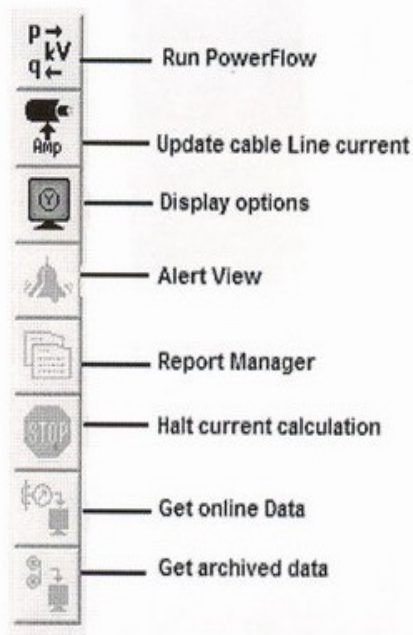 p→
kV
q←
Run PowerFlow
Amp
Update cable Line current
Y
Display options
Alert View
Report Manager
STOP
Halt current calculation
Get online Data
Get archived data